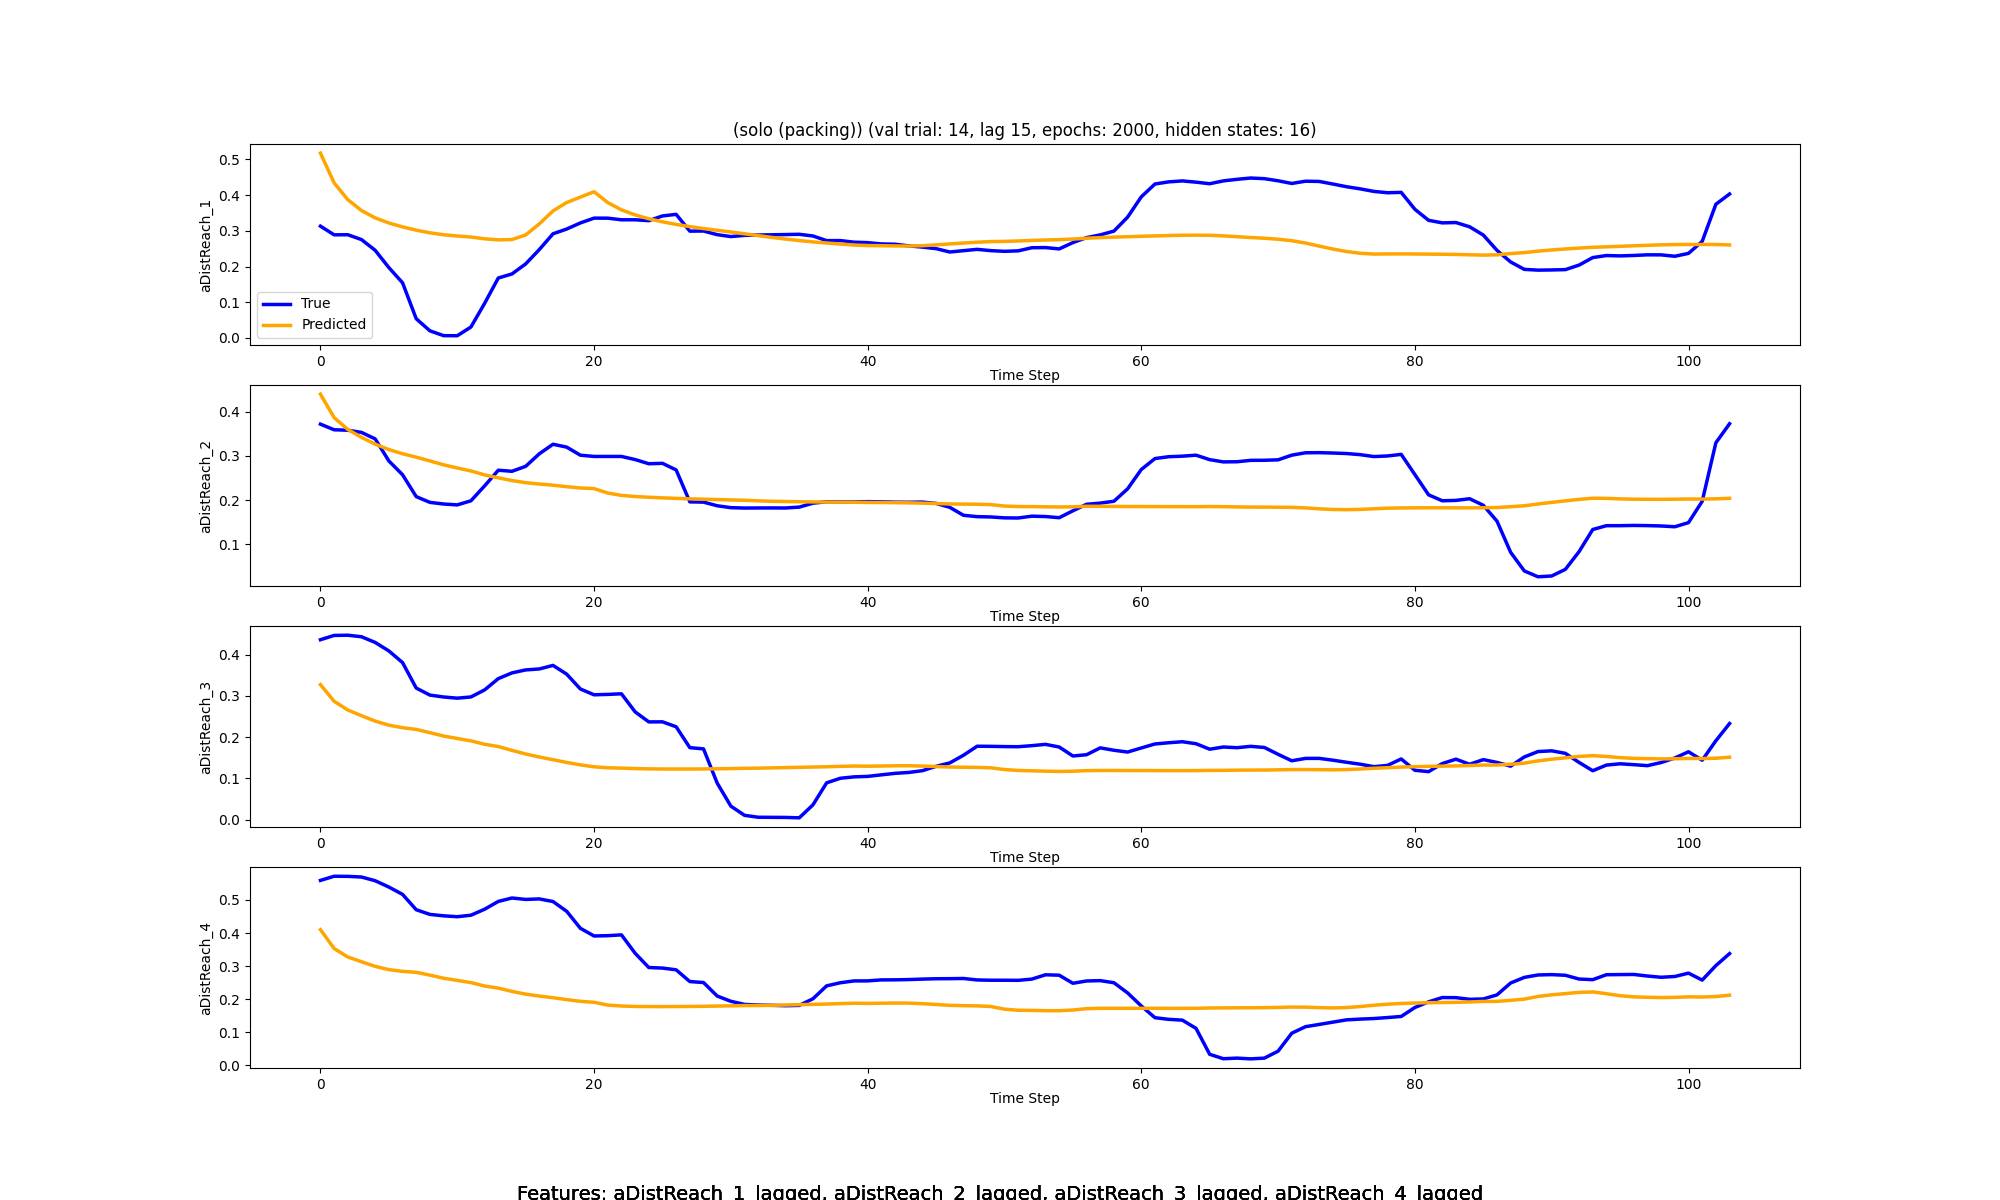 (solo (packing)) (val trial: 14, lag 15, epochs: 2000, hidden states: 16)
aDistReach_1
0.5
0.4
0.3
0.2
0.1
0.0
True
Predicted
0 20 40 60 80 100
Time Step
aDistReach_2
0.4
0.3
0.2
0.1
0 20 40 60 80 100
Time Step
aDistReach_3
0.4
0.3
0.2
0.1
0.0
0 20 40 60 80 100
Time Step
aDistReach_4
0.5
0.4
0.3
0.2
0.1
0.0
0 20 40 60 80 100
Time Step
Features: aDistReach_1_lagged, aDistReach_2_lagged, aDistReach_3_lagged, aDistReach_4_lagged